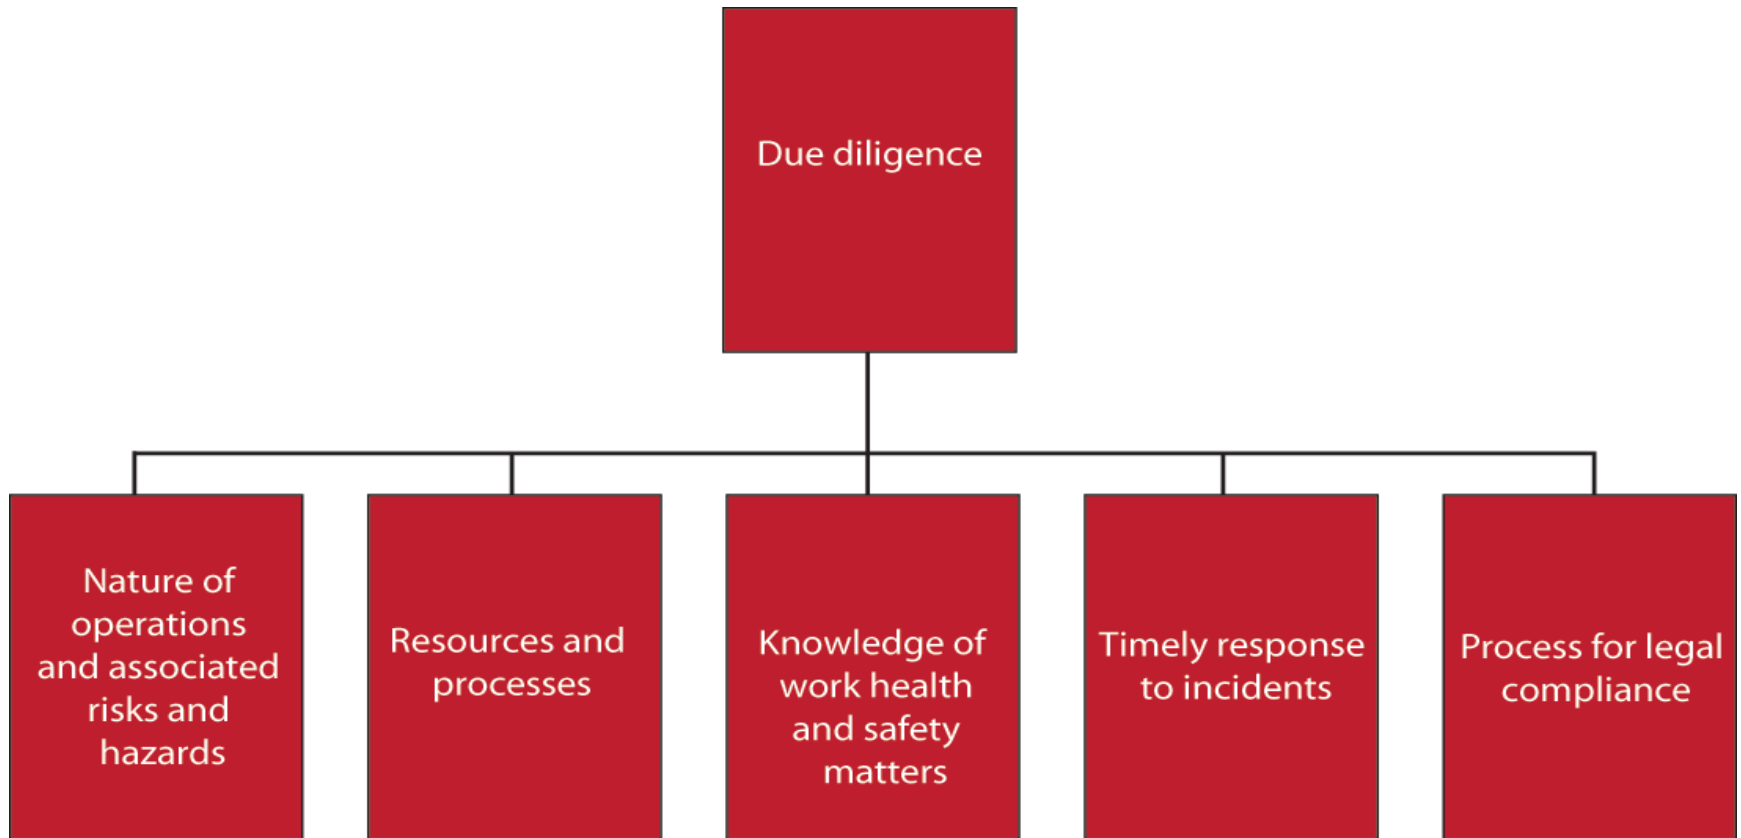 Due diligence
Nature of
operations
and associated
risks and
hazards
Resources and
processes
Knowledge of
work health
and safety
matters
Timely response
to incidents
Process for legal
compliance